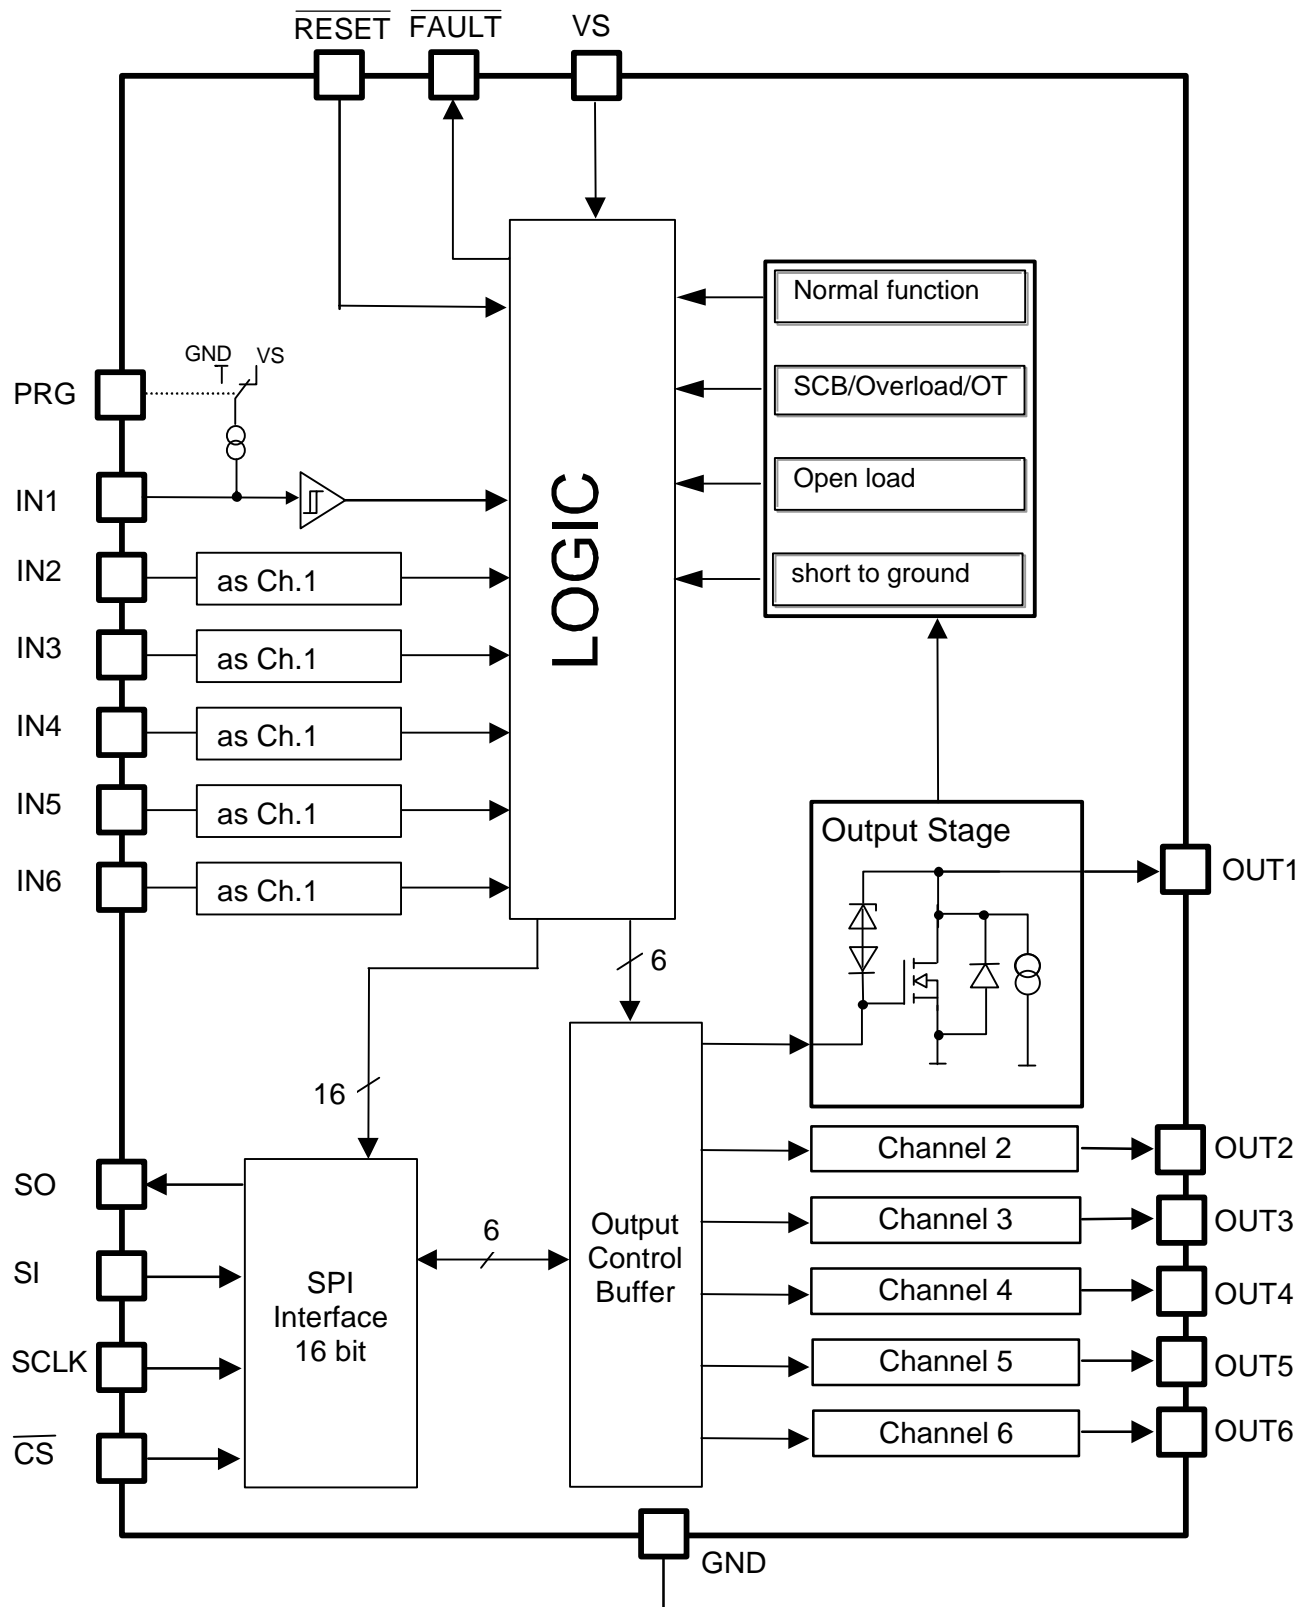 RESET FAULT VS
GND VS
PRG
IN1
IN2
as Ch.1
IN3
as Ch.1
IN4
as Ch.1
IN5
as Ch.1
IN6
as Ch.1
LOGIC
Normal function
SCB/Overload/OT
Open load
short to ground
Output Stage
OUT1
6
16
SO
SI
SCLK
CS
SPI
Interface
16 bit
6
Output
Control
Buffer
Channel 2
OUT2
Channel 3
OUT3
Channel 4
OUT4
Channel 5
OUT5
Channel 6
OUT6
GND